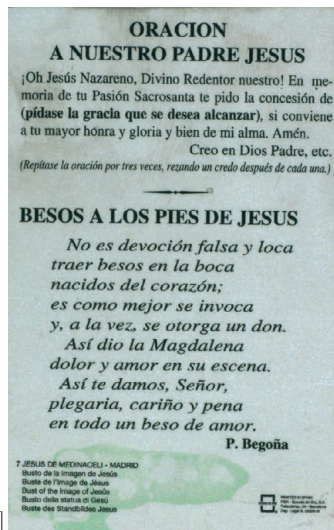 ORACION
A NUESTRO PADRE JESUS
¡Oh Jesús Nazareno, Divino Redentor nuestro! En me-
moria de tu Pasión Sacrosanta te pido la concesión de
(pídase la gracia que se desea alcanzar), si conviene
a tu mayor honra y gloria y bien de mi alma. Amén.
Creo en Dios Padre, etc.
(Repítase la oración por tres veces, rezando un credo después de cada una.)
BESOS A LOS PIES DE JESUS
No es devoción falsa y loca
traer besos en la boca
nacidos del corazón;
es como mejor se invoca
y, a la vez, se otorga un don.
Así dio la Magdalena
dolor y amor en su escena.
Así te damos, Señor,
plegaria, cariño y pena
en todo un beso de amor.
P. Begoña
7 JESUS DE MEDINACELI - MADRID
Busto de la Imagen de Jesús
Buste de l'Image de Jésus
Bust of the Image of Jesús
Busto della statua di Gesú
Buste des Standbildes Jesus
PRINTED IN SPAIN